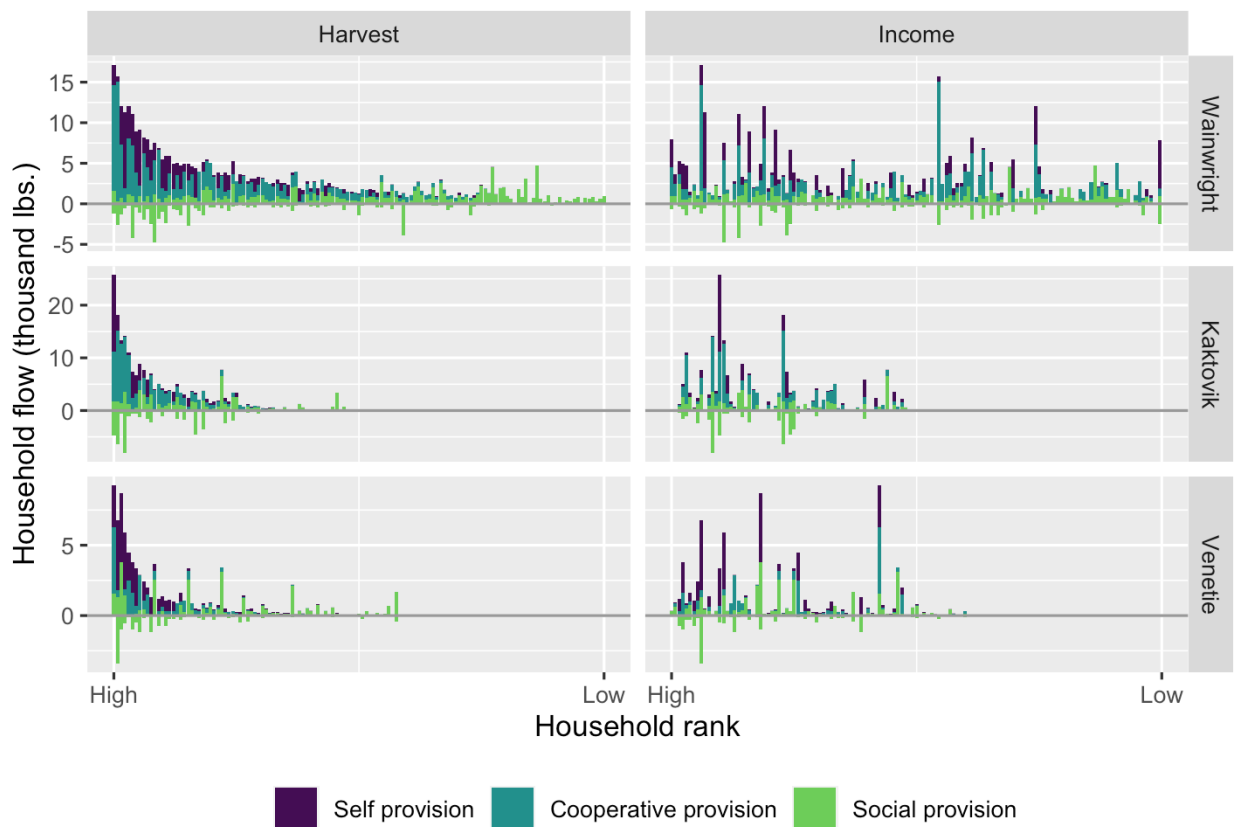 Harvest
Income
Household flow (thousand lbs.)
15
10
5
0
-5
Wainwright
20
10
0
Kaktovik
5
0
Venetie
High
Low
High
Low
Household rank
Self provision
Cooperative provision
Social provision